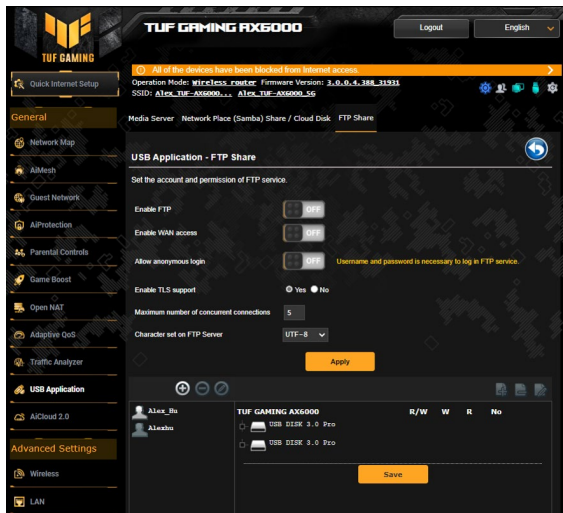 TUF GAMING AX6000
Logout
English
TUF GAMING
All of the devices have been blocked from Internet access.
Quick Internet Setup
Operation Mode: Wireless router Firmware Version: 3.0.0.4.388_31931
SSID: Alex_TUF-AX6000... Alex_TUF-AX6000_5G
General
Media Server Network Place (Samba) Share / Cloud Disk FTP Share
Network Map
USB Application - FTP Share
AiMesh
Set the account and permission of FTP service.
Guest Network
Enable FTP OFF
AiProtection
Enable WAN access OFF
Parental Controls
Allow anonymous login OFF Username and password is necessary to log in FTP service.
Game Boost
Enable TLS support Yes No
Open NAT
Maximum number of concurrent connections 5
Adaptive QoS
Character set on FTP Server UTF-8
Traffic Analyzer
Apply
USB Application
AiCloud 2.0
Alex_Hu
Alexhu
TUF GAMING AX6000 R/W W R No
USB DISK 3.0 Pro
USB DISK 3.0 Pro
Advanced Settings
Wireless
Save
LAN